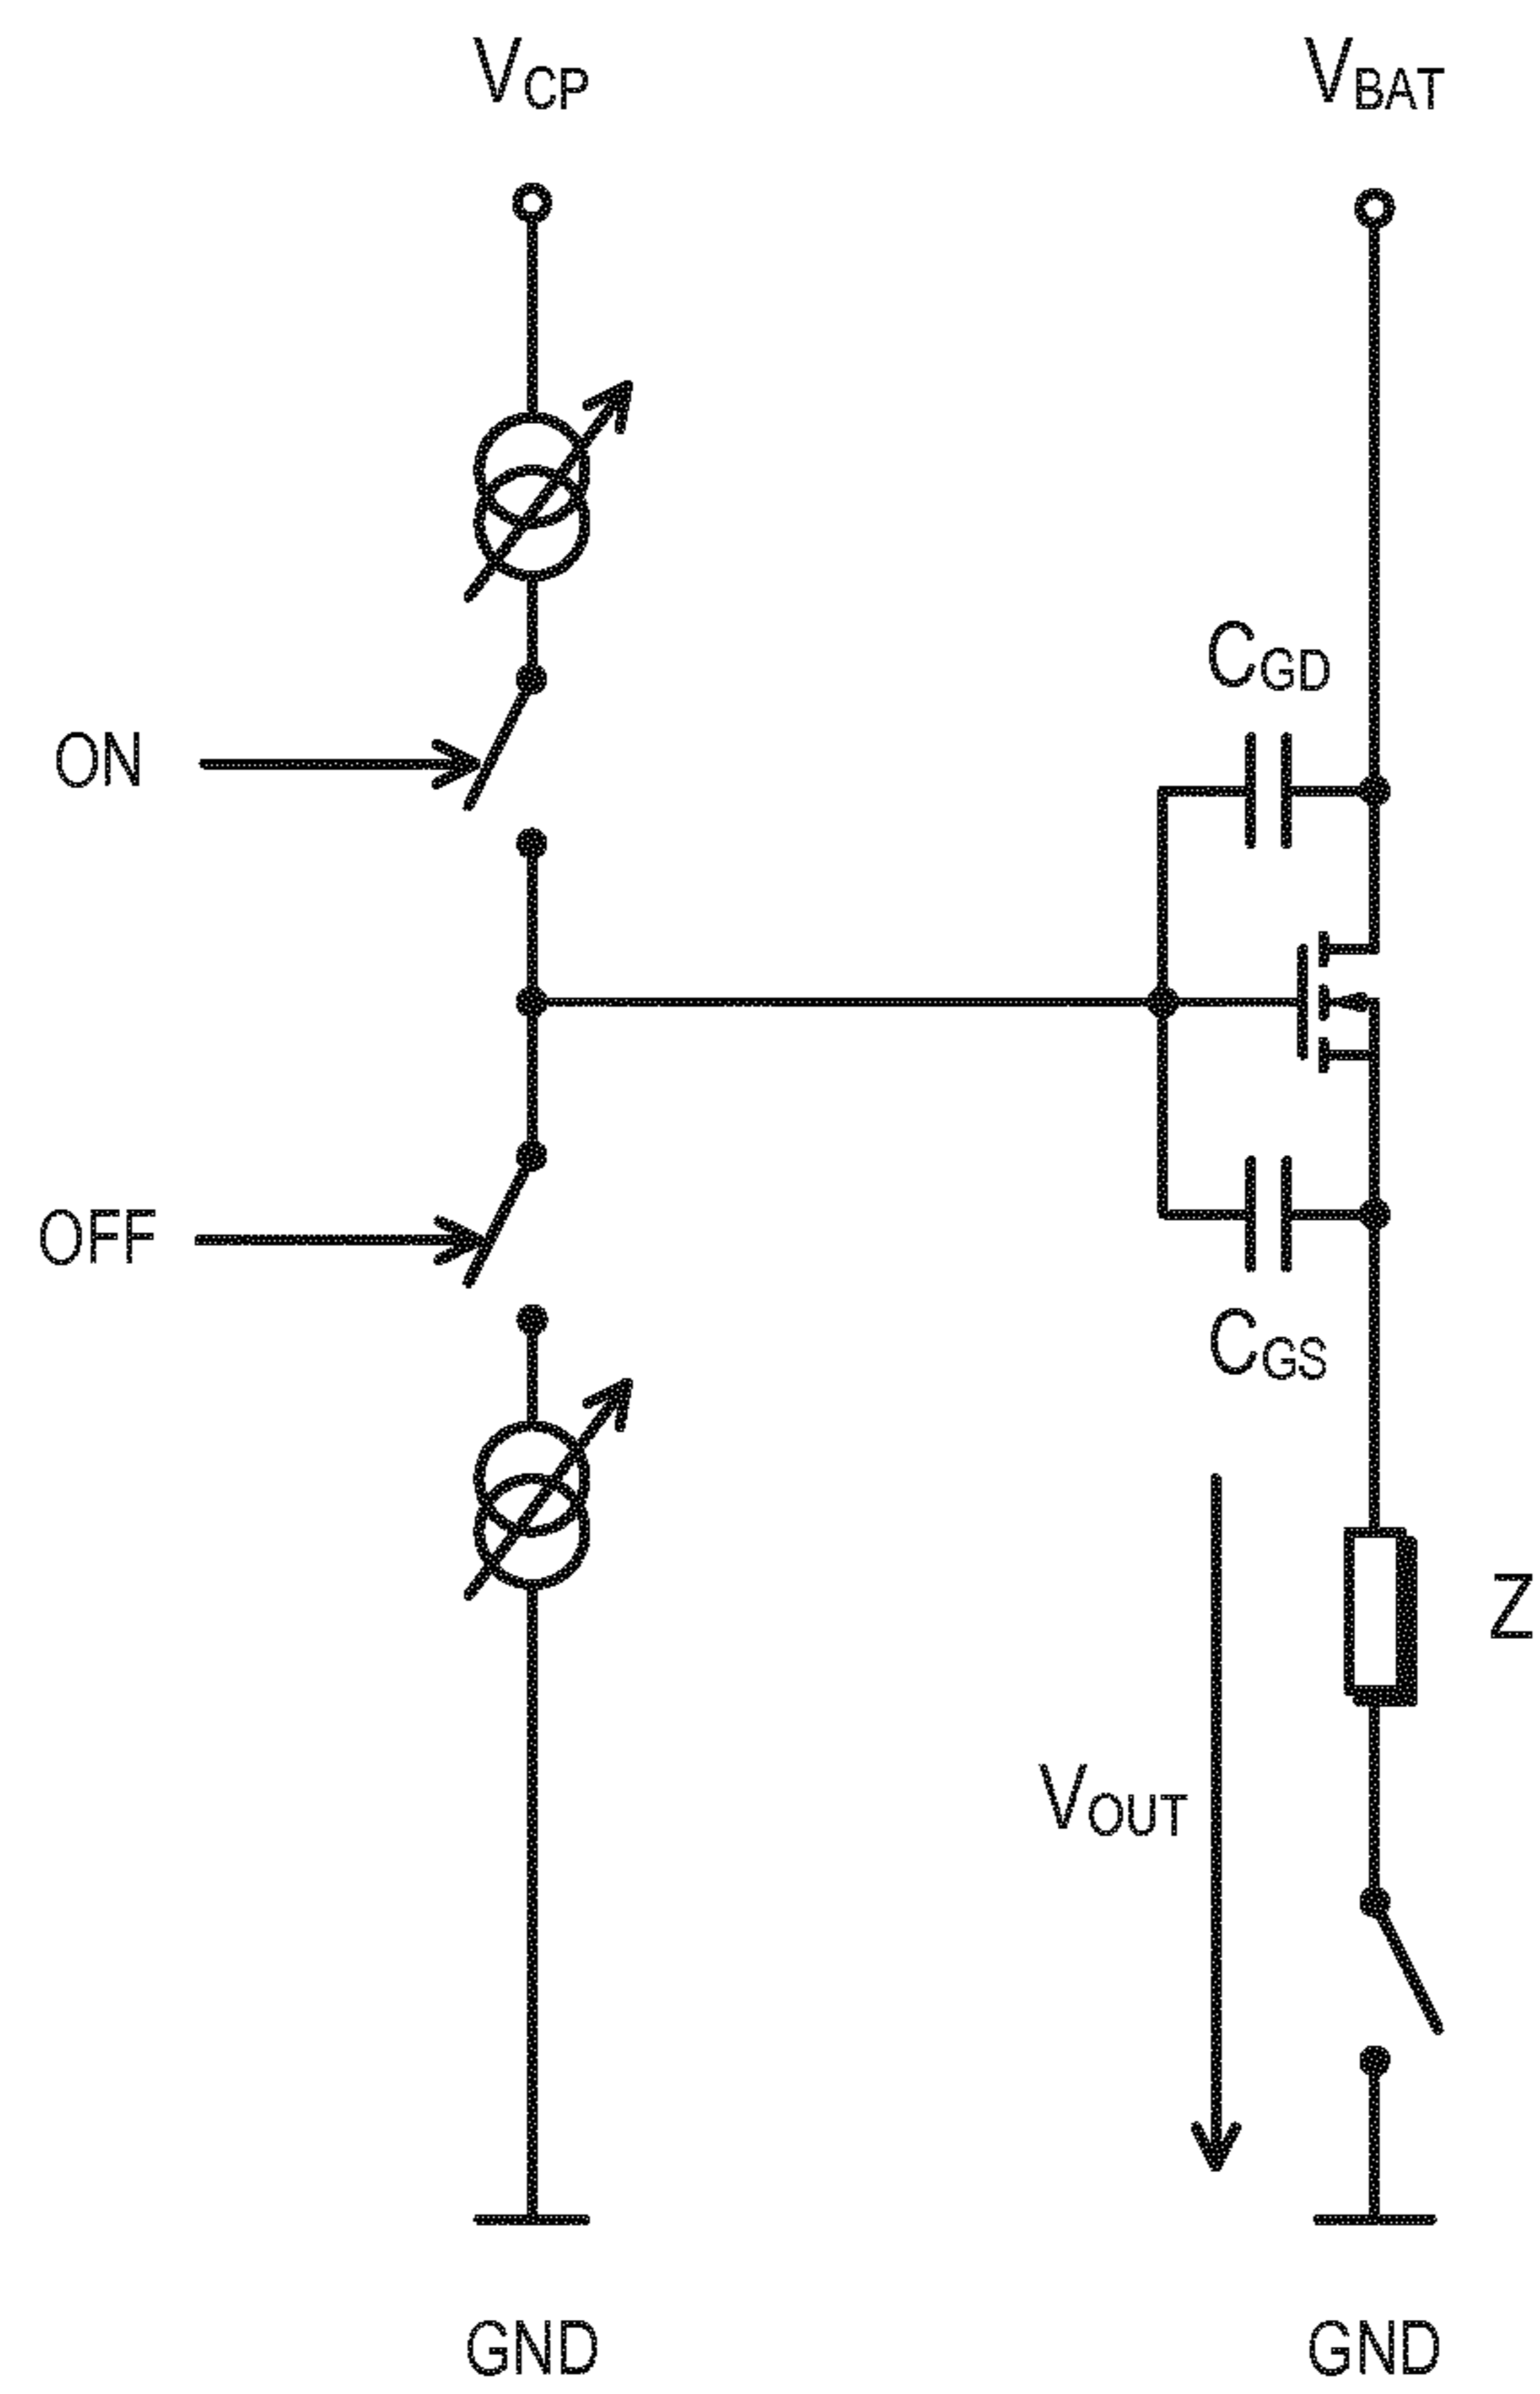 VCP
VBAT
CGD
ON
OFF
CGS
Z
VOUT
GND
GND